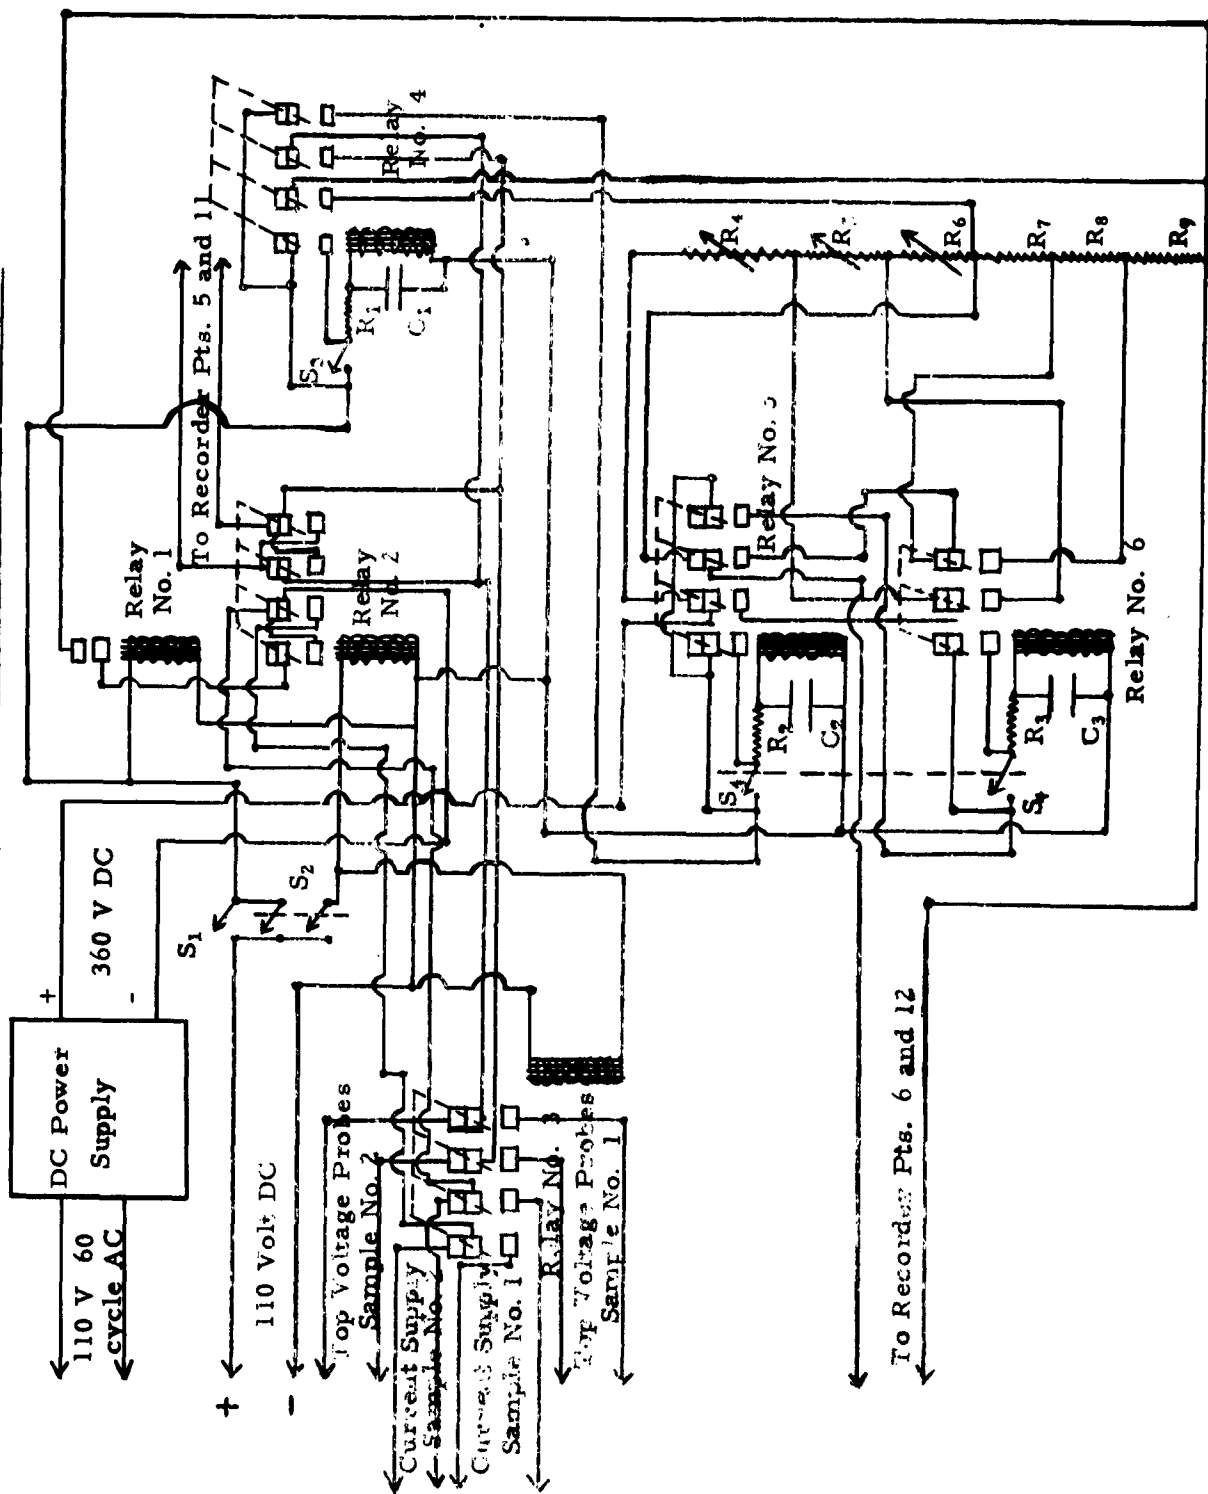 110 V 60
cycle AC
DC Power
Supply
+
-
360 V DC
S1
S2
+
110 Volt DC
-
Top Voltage Probes
Sample No. 2
Current Supply
Sample No.
Current Supply
Sample No. 1
Relay No. 3
Top Voltage Probes
Sample No. 1
Relay
No. 1
Relay
No. 2
To Recorder Pts. 5 and 11
Relay
No. 4
R1
C1
R4
R6
R7
R8
R9
Relay No.
R2
C2
S4
R3
C3
S4
Relay No. 6
To Recorder Pts. 6 and 12